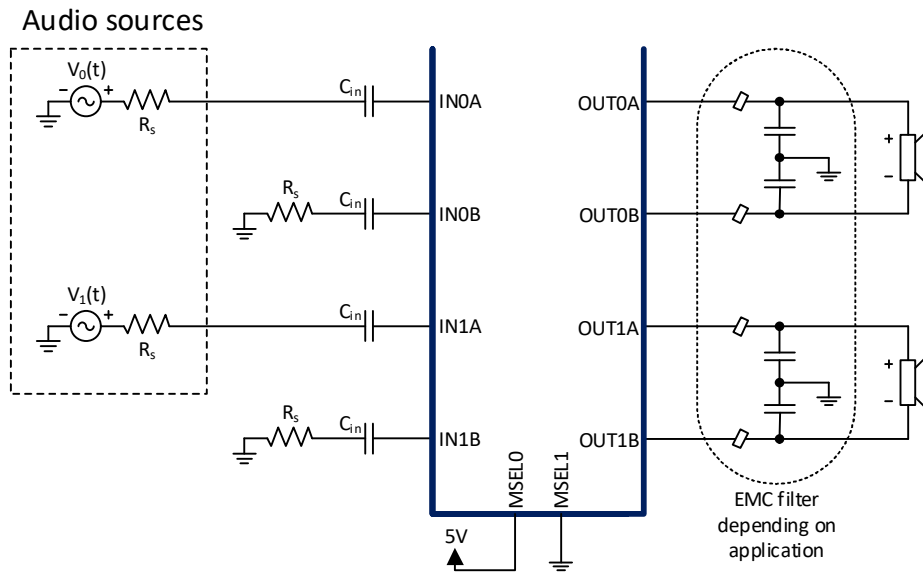 Audio sources
V0(t)
- +
Rs
Cin
IN0A
OUT0A
+
-
Rs
Cin
IN0B
OUT0B
V1(t)
- +
Rs
Cin
IN1A
OUT1A
+
-
Rs
Cin
IN1B
OUT1B
MSEL0
MSEL1
5V
EMC filter
depending on
application